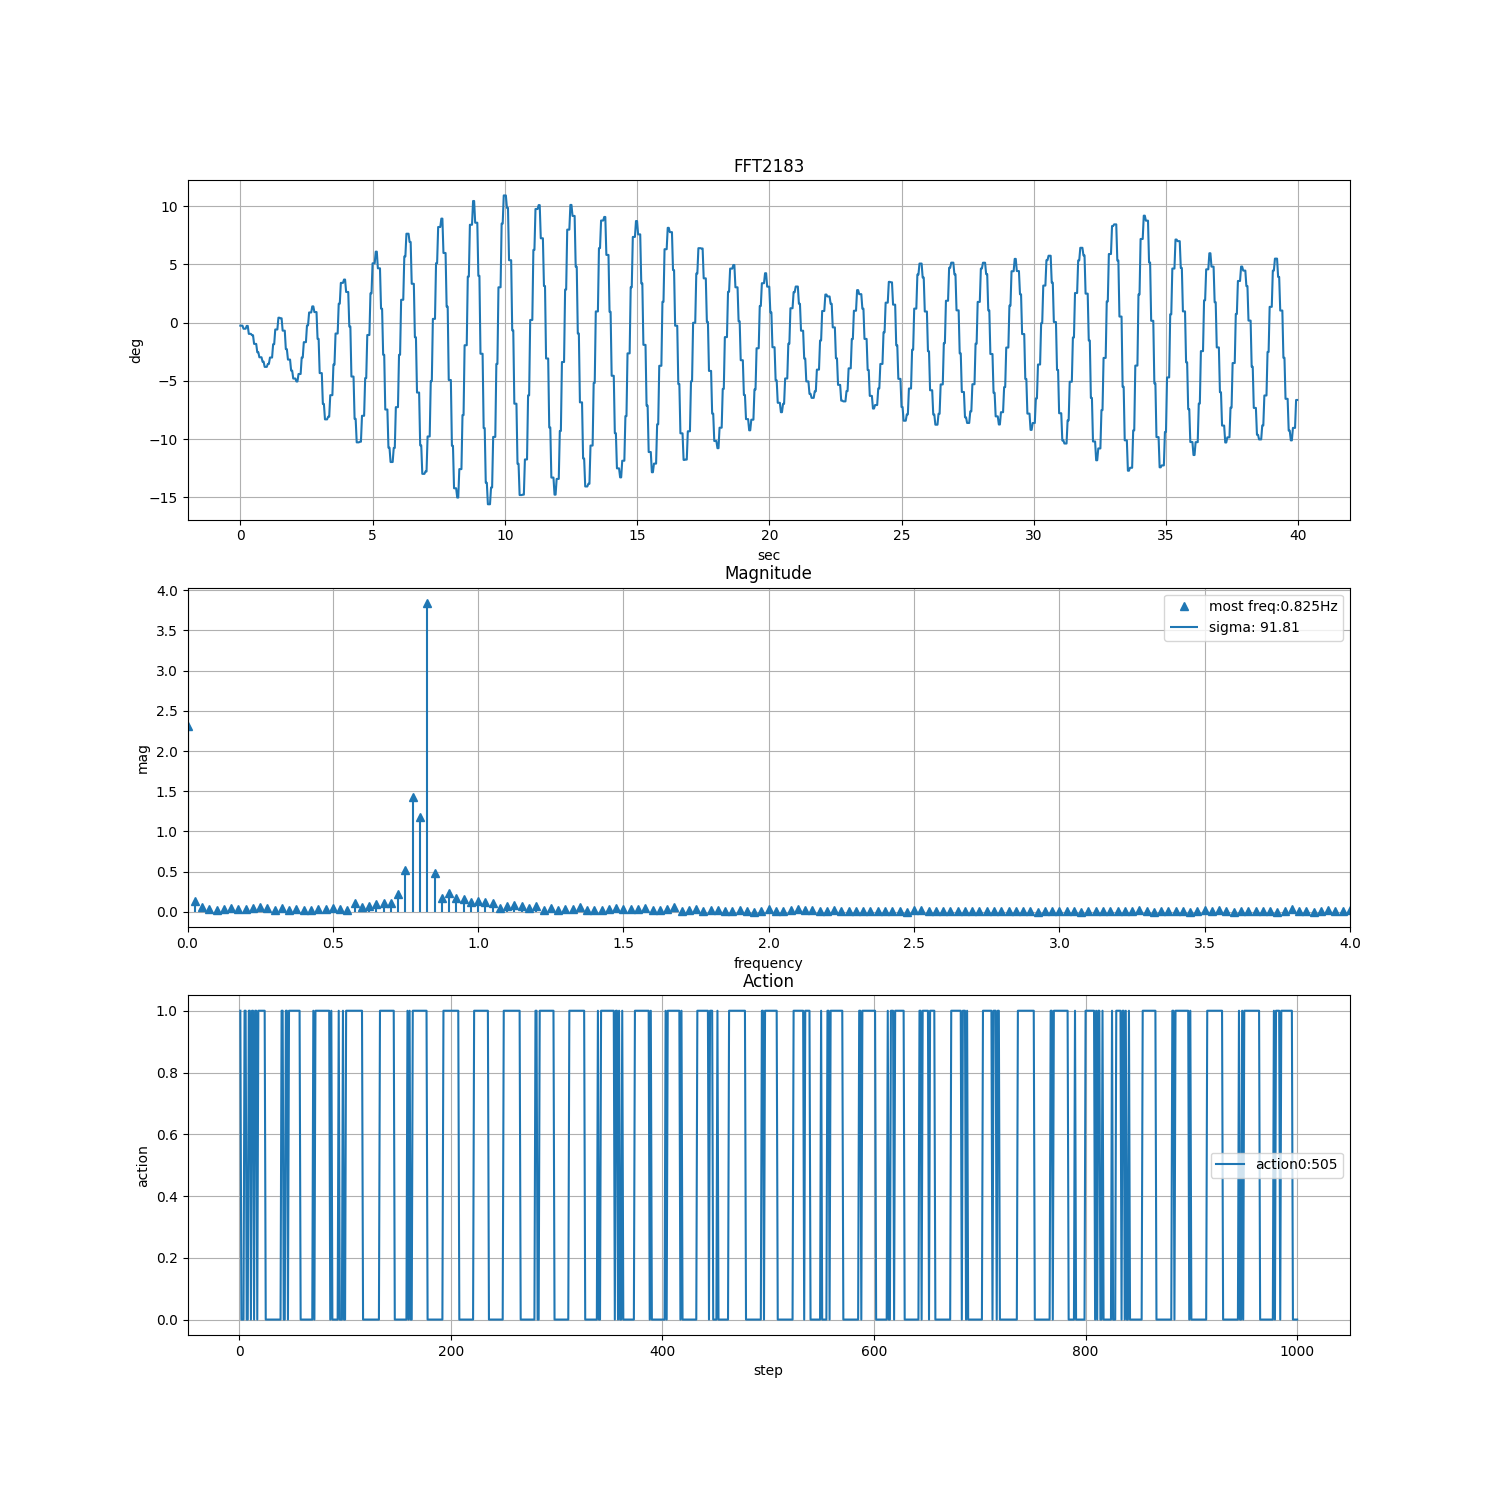 FFT2183
10
5
0
−5
−10
−15
deg
0 5 10 15 20 25 30 35 40
sec
Magnitude
4.0
3.5
3.0
2.5
2.0
1.5
1.0
0.5
0.0
mag
most freq:0.825Hz
sigma: 91.81
0.0 0.5 1.0 1.5 2.0 2.5 3.0 3.5 4.0
frequency
Action
1.0
0.8
0.6
0.4
0.2
0.0
action
action0:505
0 200 400 600 800 1000
step